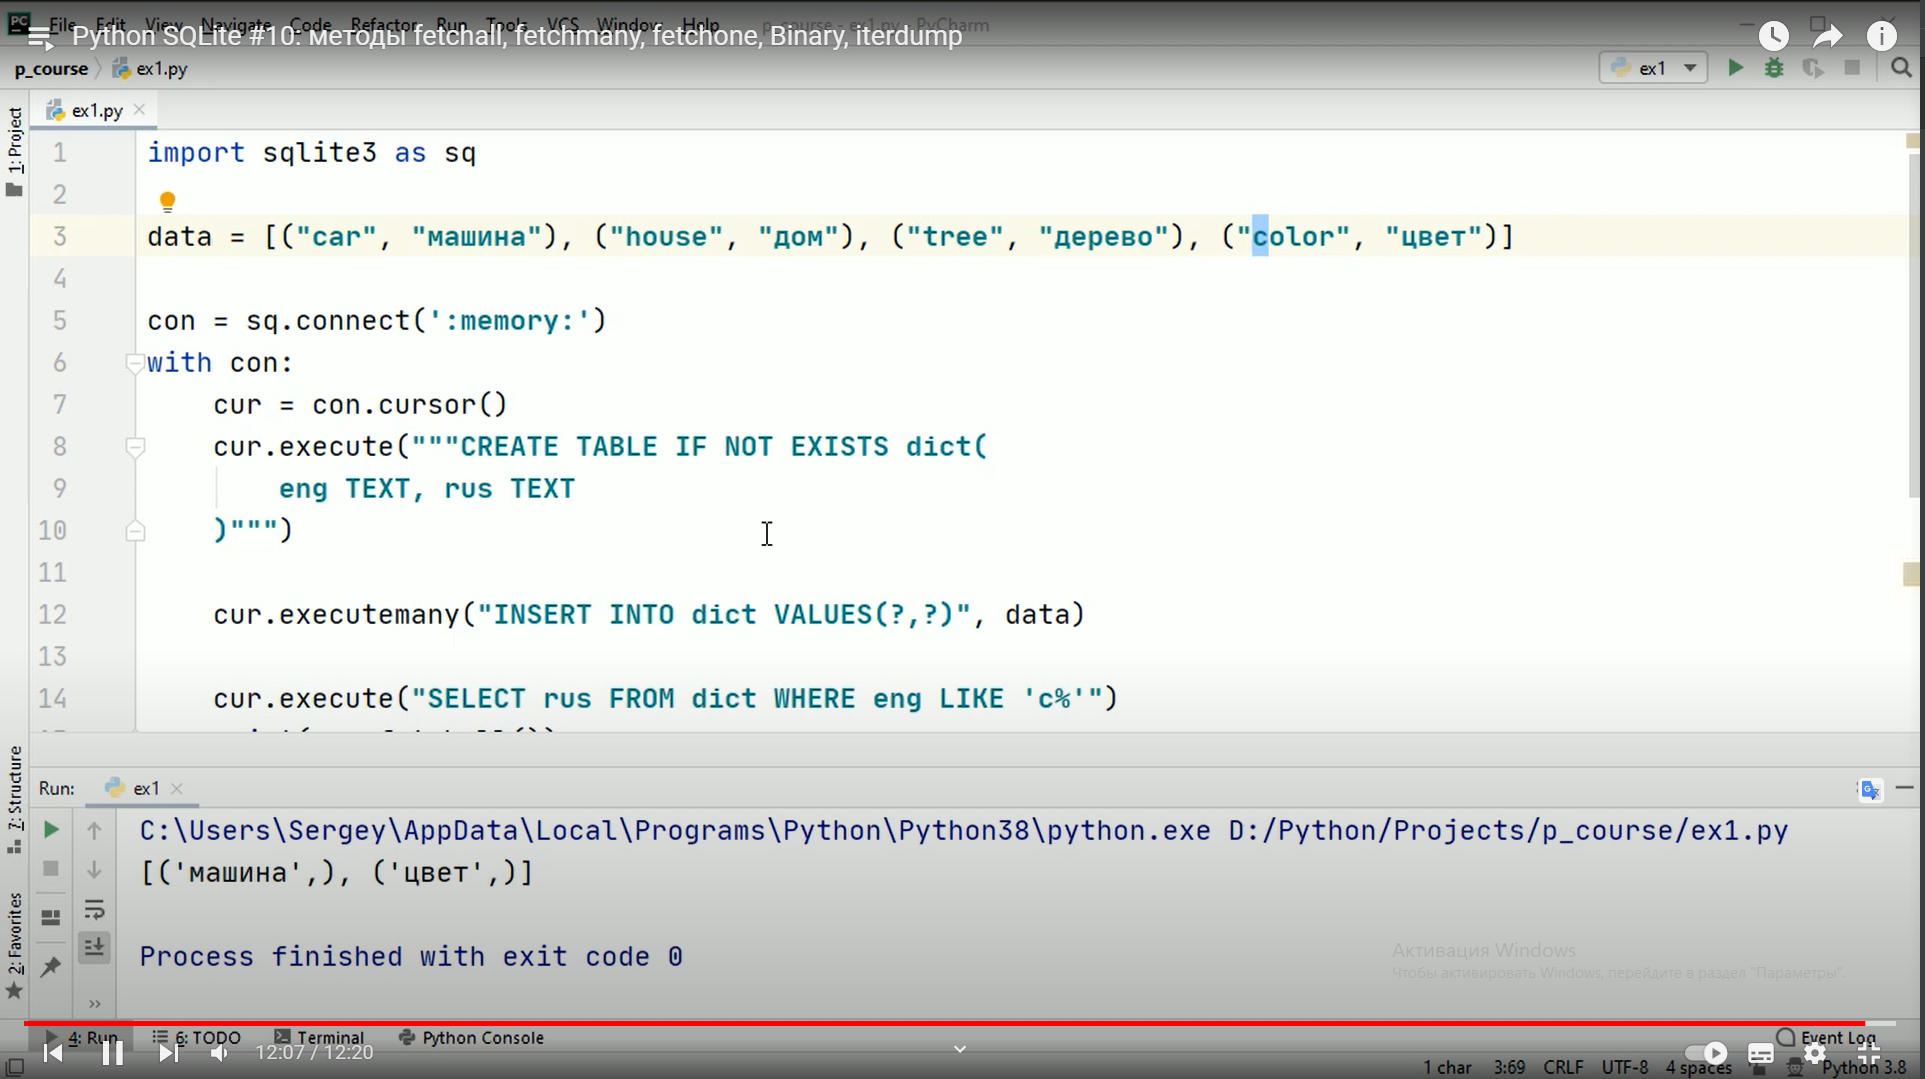 File Edit View Navigate Code Refactor Run Tools VCS Window Help p_course - ex1.py - PyCharm
Python SQLite #10: методы fetchall, fetchmany, fetchone, Binary, iterdump
p_course ex1.py
ex1
ex1.py
1: Project
1 import sqlite3 as sq
2
3 data = [("car", "машина"), ("house", "дом"), ("tree", "дерево"), ("color", "цвет")]
4
5 con = sq.connect(':memory:')
6 with con:
7 cur = con.cursor()
8 cur.execute("""CREATE TABLE IF NOT EXISTS dict(
9 eng TEXT, rus TEXT
10 )""")
11
12 cur.executemany("INSERT INTO dict VALUES(?,?)", data)
13
14 cur.execute("SELECT rus FROM dict WHERE eng LIKE 'c%'")
7: Structure
2: Favorites
Run: ex1
C:\Users\Sergey\AppData\Local\Programs\Python\Python38\python.exe D:/Python/Projects/p_course/ex1.py
[('машина',), ('цвет',)]
Process finished with exit code 0
Активация Windows
Чтобы активировать Windows, перейдите в раздел "Параметры".
4: Run 6: TODO Terminal Python Console Event Log
12:07 / 12:20
1 char 3:69 CRLF UTF-8 4 spaces Python 3.8